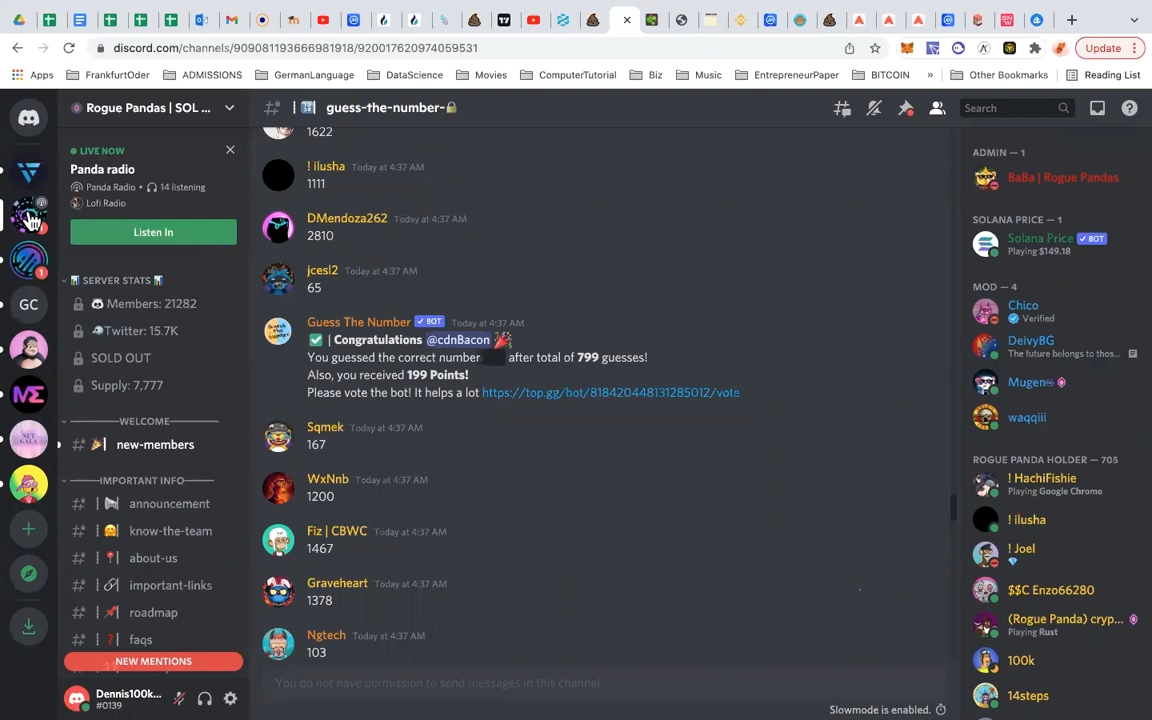 discord.com/channels/909081193666981918/920017620974059531
Update
Apps
FrankfurtOder
ADMISSIONS
GermanLanguage
DataScience
Movies
ComputerTutorial
Biz
Music
EntrepreneurPaper
BITCOIN
»
Other Bookmarks
Reading List
Rogue Pandas | SOL ...
guess-the-number-
Search
LIVE NOW
Panda radio
Panda Radio • 14 listening
Lofi Radio
Listen In
SERVER STATS
Members: 21282
Twitter: 15.7K
SOLD OUT
Supply: 7,777
WELCOME
new-members
IMPORTANT INFO
announcement
know-the-team
about-us
important-links
roadmap
faqs
NEW MENTIONS
Dennis100k...
#0139
GC
1
1622
! ilusha Today at 4:37 AM
1111
DMendoza262 Today at 4:37 AM
2810
jcesl2 Today at 4:37 AM
65
Guess The Number BOT Today at 4:37 AM
| Congratulations @cdnBacon
You guessed the correct number after total of 799 guesses!
Also, you received 199 Points!
Please vote the bot! It helps a lot https://top.gg/bot/818420448131285012/vote
Sqmek Today at 4:37 AM
167
WxNnb Today at 4:37 AM
1200
Fiz | CBWC Today at 4:37 AM
1467
Graveheart Today at 4:37 AM
1378
Ngtech Today at 4:37 AM
103
You do not have permission to send messages in this channel.
Slowmode is enabled.
ADMIN — 1
BaBa | Rogue Pandas
SOLANA PRICE — 1
Solana Price BOT
Playing $149.18
MOD — 4
Chico
Verified
DeivyBG
The future belongs to thos...
Mugen
waqqiii
ROGUE PANDA HOLDER — 705
! HachiFishie
Playing Google Chrome
! ilusha
! Joel
$$C Enzo66280
(Rogue Panda) cryp...
Playing Rust
100k
14steps